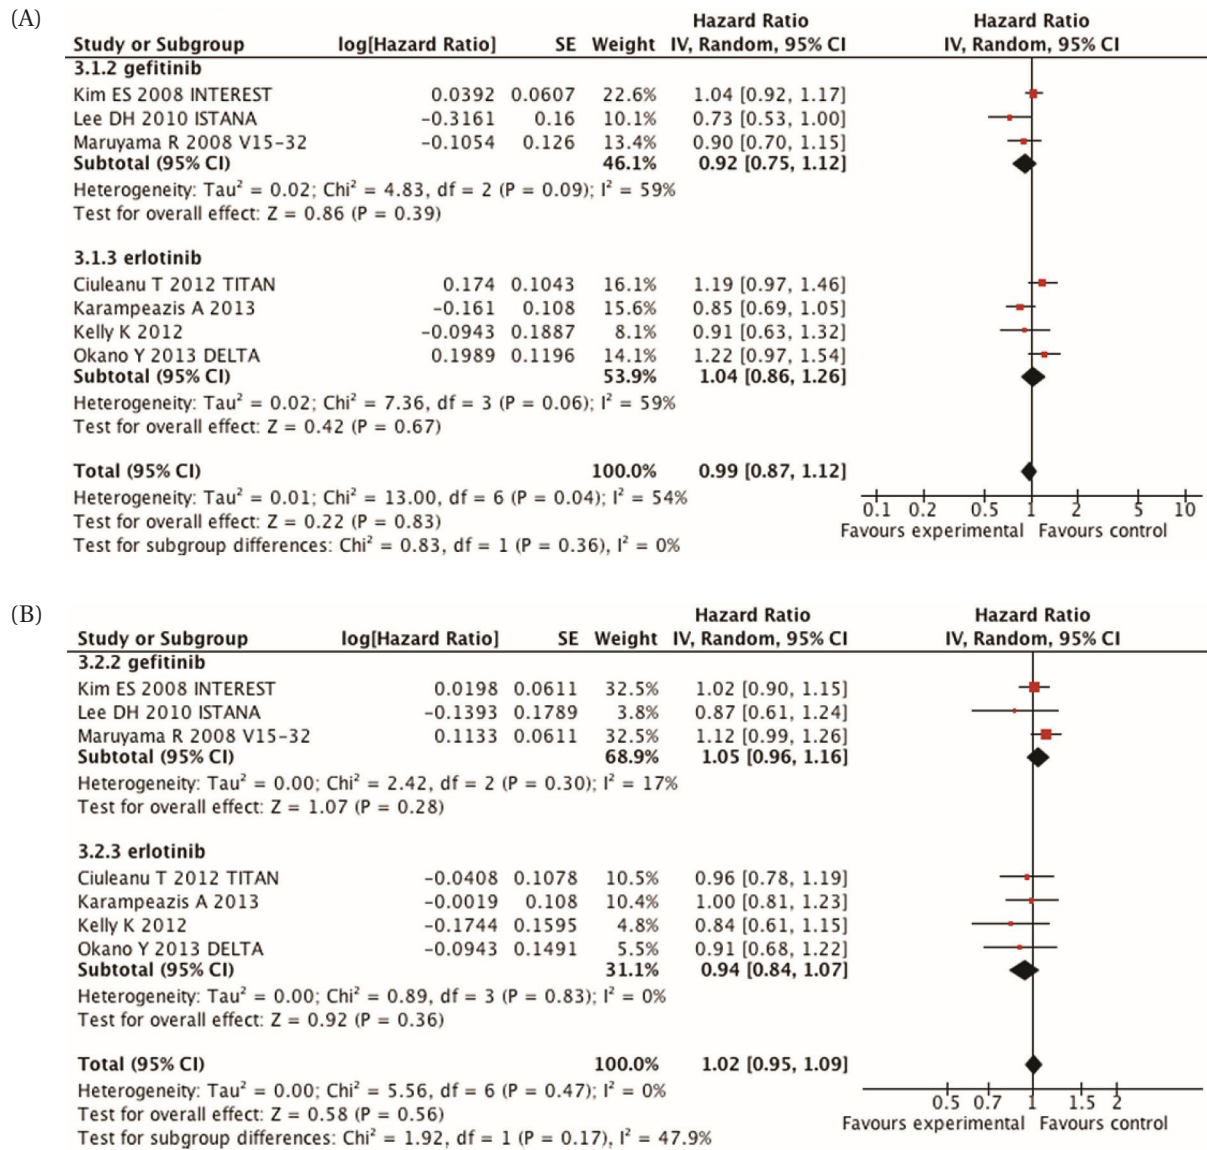 (A)
Hazard Ratio Hazard Ratio
Study or Subgroup log[Hazard Ratio] SE Weight IV, Random, 95% CI IV, Random, 95% CI
3.1.2 gefitinib
Kim ES 2008 INTEREST 0.0392 0.0607 22.6% 1.04 [0.92, 1.17]
Lee DH 2010 ISTANA −0.3161 0.16 10.1% 0.73 [0.53, 1.00]
Maruyama R 2008 V15−32 −0.1054 0.126 13.4% 0.90 [0.70, 1.15]
Subtotal (95% CI) 46.1% 0.92 [0.75, 1.12]
Heterogeneity: Tau² = 0.02; Chi² = 4.83, df = 2 (P = 0.09); I² = 59%
Test for overall effect: Z = 0.86 (P = 0.39)
3.1.3 erlotinib
Ciuleanu T 2012 TITAN 0.174 0.1043 16.1% 1.19 [0.97, 1.46]
Karampeazis A 2013 −0.161 0.108 15.6% 0.85 [0.69, 1.05]
Kelly K 2012 −0.0943 0.1887 8.1% 0.91 [0.63, 1.32]
Okano Y 2013 DELTA 0.1989 0.1196 14.1% 1.22 [0.97, 1.54]
Subtotal (95% CI) 53.9% 1.04 [0.86, 1.26]
Heterogeneity: Tau² = 0.02; Chi² = 7.36, df = 3 (P = 0.06); I² = 59%
Test for overall effect: Z = 0.42 (P = 0.67)
Total (95% CI) 100.0% 0.99 [0.87, 1.12]
Heterogeneity: Tau² = 0.01; Chi² = 13.00, df = 6 (P = 0.04); I² = 54%
Test for overall effect: Z = 0.22 (P = 0.83)
Test for subgroup differences: Chi² = 0.83, df = 1 (P = 0.36), I² = 0%
0.1 0.2 0.5 1 2 5 10
Favours experimental Favours control
(B)
Hazard Ratio Hazard Ratio
Study or Subgroup log[Hazard Ratio] SE Weight IV, Random, 95% CI IV, Random, 95% CI
3.2.2 gefitinib
Kim ES 2008 INTEREST 0.0198 0.0611 32.5% 1.02 [0.90, 1.15]
Lee DH 2010 ISTANA −0.1393 0.1789 3.8% 0.87 [0.61, 1.24]
Maruyama R 2008 V15−32 0.1133 0.0611 32.5% 1.12 [0.99, 1.26]
Subtotal (95% CI) 68.9% 1.05 [0.96, 1.16]
Heterogeneity: Tau² = 0.00; Chi² = 2.42, df = 2 (P = 0.30); I² = 17%
Test for overall effect: Z = 1.07 (P = 0.28)
3.2.3 erlotinib
Ciuleanu T 2012 TITAN −0.0408 0.1078 10.5% 0.96 [0.78, 1.19]
Karampeazis A 2013 −0.0019 0.108 10.4% 1.00 [0.81, 1.23]
Kelly K 2012 −0.1744 0.1595 4.8% 0.84 [0.61, 1.15]
Okano Y 2013 DELTA −0.0943 0.1491 5.5% 0.91 [0.68, 1.22]
Subtotal (95% CI) 31.1% 0.94 [0.84, 1.07]
Heterogeneity: Tau² = 0.00; Chi² = 0.89, df = 3 (P = 0.83); I² = 0%
Test for overall effect: Z = 0.92 (P = 0.36)
Total (95% CI) 100.0% 1.02 [0.95, 1.09]
Heterogeneity: Tau² = 0.00; Chi² = 5.56, df = 6 (P = 0.47); I² = 0%
Test for overall effect: Z = 0.58 (P = 0.56)
Test for subgroup differences: Chi² = 1.92, df = 1 (P = 0.17), I² = 47.9%
0.5 0.7 1 1.5 2
Favours experimental Favours control